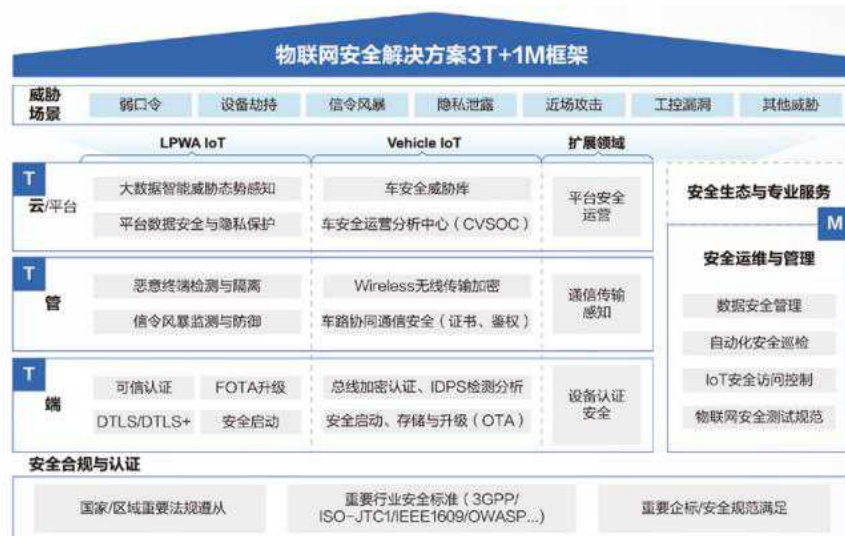 物联网安全解决方案3T+1M框架
威胁
场景
弱口令
设备劫持
信令风暴
隐私泄露
近场攻击
工控漏洞
其他威胁
LPWA IoT
Vehicle IoT
扩展领域
T
云/平台
大数据智能威胁态势感知
平台数据安全与隐私保护
车安全威胁库
车安全运营分析中心（CVSOC）
平台安全
运营
T
管
恶意终端检测与隔离
信令风暴监测与防御
Wireless无线传输加密
车路协同通信安全（证书、鉴权）
通信传输
感知
T
端
可信认证
FOTA升级
DTLS/DTLS+
安全启动
总线加密认证、IDPS检测分析
安全启动、存储与升级（OTA）
设备认证
安全
安全生态与专业服务
M
安全运维与管理
数据安全管理
自动化安全巡检
IoT安全访问控制
物联网安全测试规范
安全合规与认证
国家/区域重要法规遵从
重要行业安全标准（3GPP/
ISO-JTC1/IEEE1609/OWASP...)
重要企标/安全规范满足